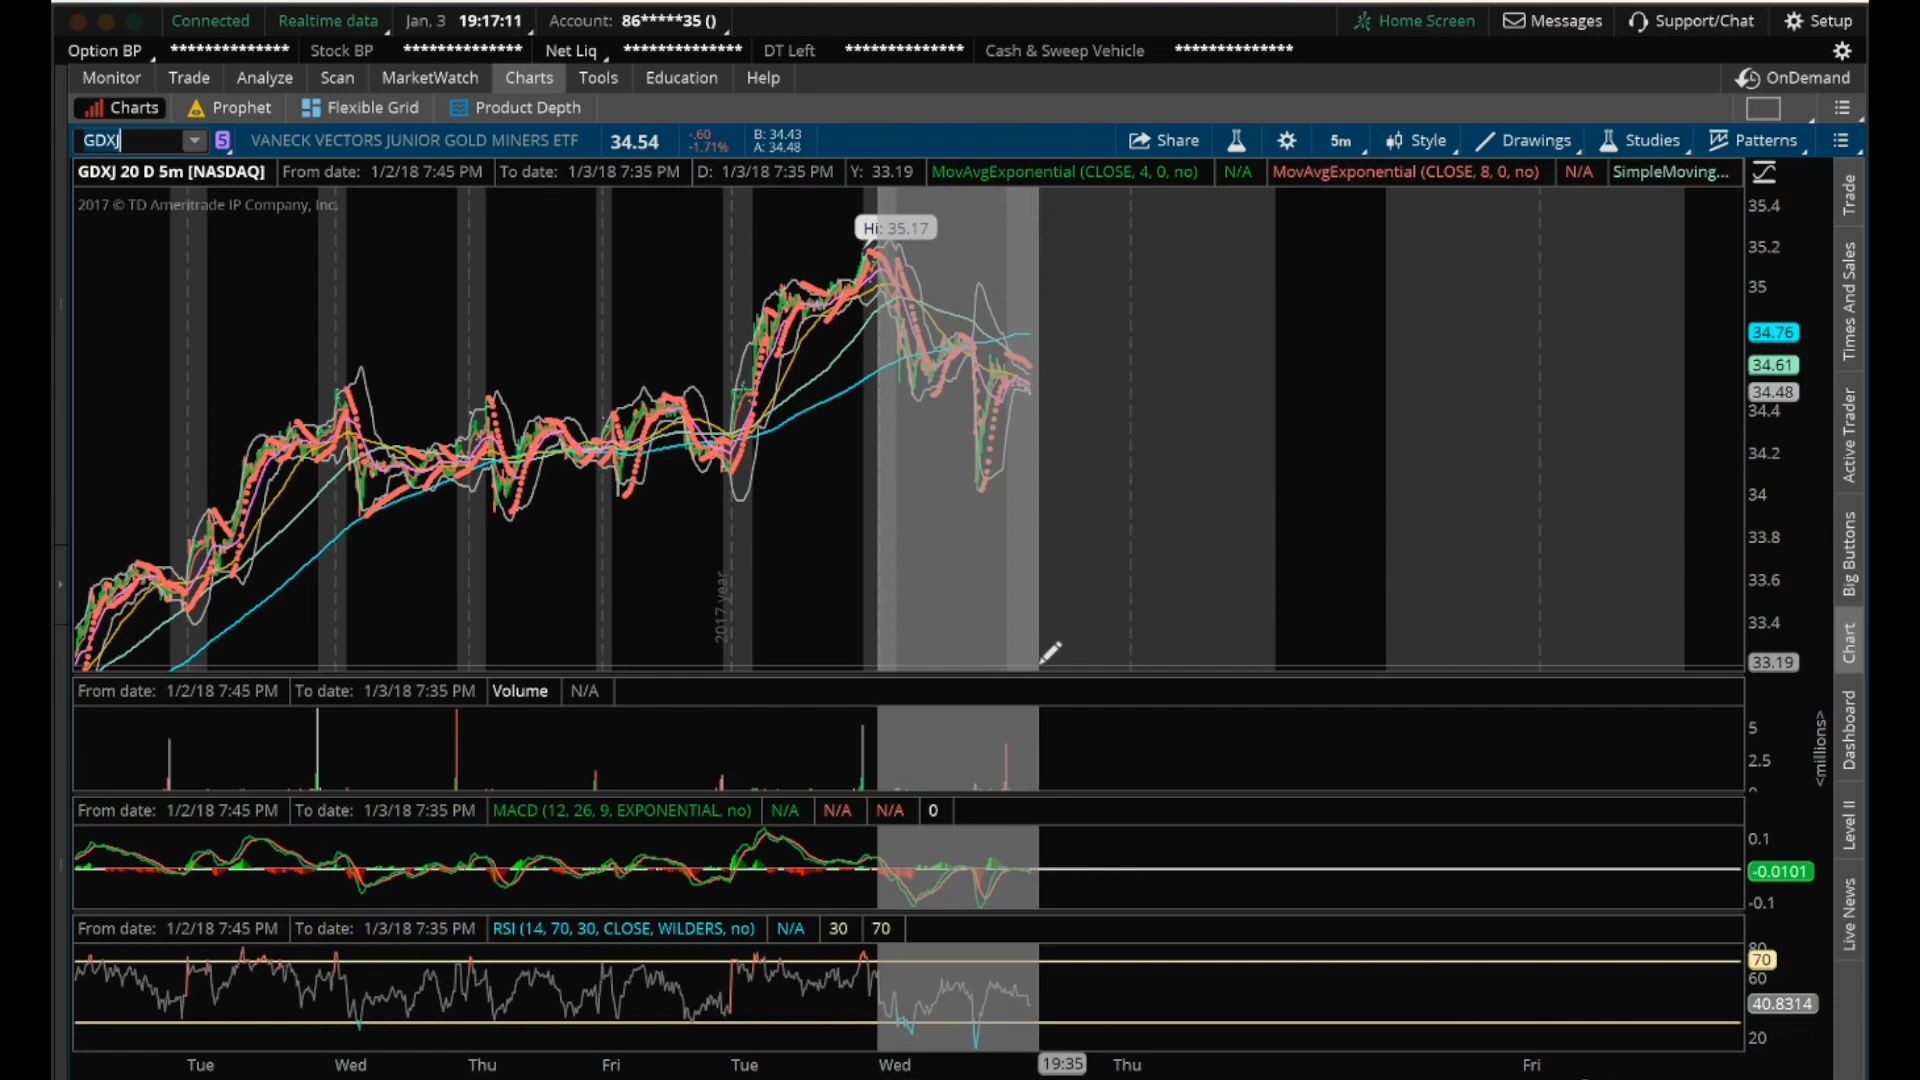 Connected Realtime data Jan, 3 19:17:11 Account: 86*****35 () Home Screen Messages Support/Chat Setup
Option BP ************* Stock BP ************* Net Liq ************* DT Left ************* Cash & Sweep Vehicle *************
Monitor Trade Analyze Scan MarketWatch Charts Tools Education Help OnDemand
Charts Prophet Flexible Grid Product Depth
GDXJ 5 VANECK VECTORS JUNIOR GOLD MINERS ETF 34.54 -.60 -1.71% B: 34.43 A: 34.48 Share 5m Style Drawings Studies Patterns
GDXJ 20 D 5m [NASDAQ] From date: 1/2/18 7:45 PM To date: 1/3/18 7:35 PM D: 1/3/18 7:35 PM Y: 33.19 MovAvgExponential (CLOSE, 4, 0, no) N/A MovAvgExponential (CLOSE, 8, 0, no) N/A SimpleMoving...
2017 © TD Ameritrade IP Company, Inc.
Hi: 35.17
35.4
35.2
35
34.76
34.61
34.48
34.4
34.2
34
33.8
33.6
33.4
33.19
2017 year
From date: 1/2/18 7:45 PM To date: 1/3/18 7:35 PM Volume N/A
5
2.5
<millions>
From date: 1/2/18 7:45 PM To date: 1/3/18 7:35 PM MACD (12, 26, 9, EXPONENTIAL, no) N/A N/A N/A 0
0.1
-0.0101
-0.1
From date: 1/2/18 7:45 PM To date: 1/3/18 7:35 PM RSI (14, 70, 30, CLOSE, WILDERS, no) N/A 30 70
80
70
60
40.8314
20
Tue Wed Thu Fri Tue Wed 19:35 Thu Fri
Trade
Times And Sales
Active Trader
Big Buttons
Chart
Dashboard
Level II
Live News